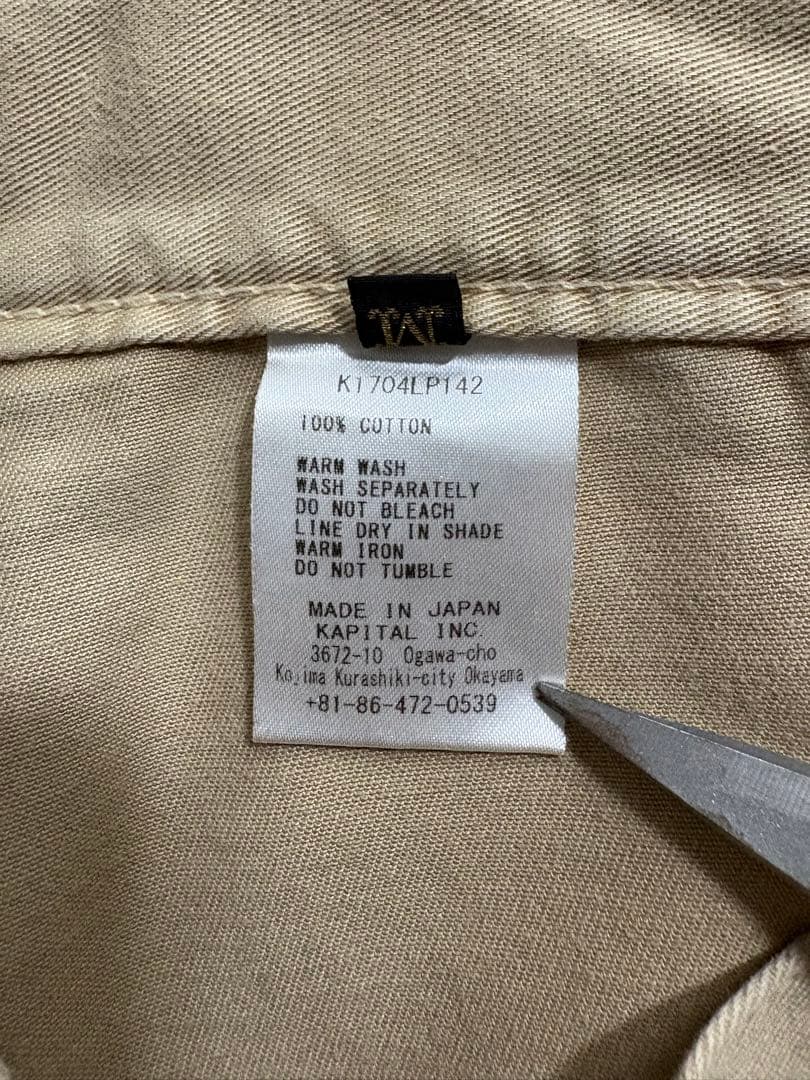 M
K1704LP142
100% COTTON
WARM WASH
WASH SEPARATELY
DO NOT BLEACH
LINE DRY IN SHADE
WARM IRON
DO NOT TUMBLE
MADE IN JAPAN
KAPITAL INC.
3672-10 Ogawa-cho
Kojima Kurashiki-city Okayama
+81-86-472-0539